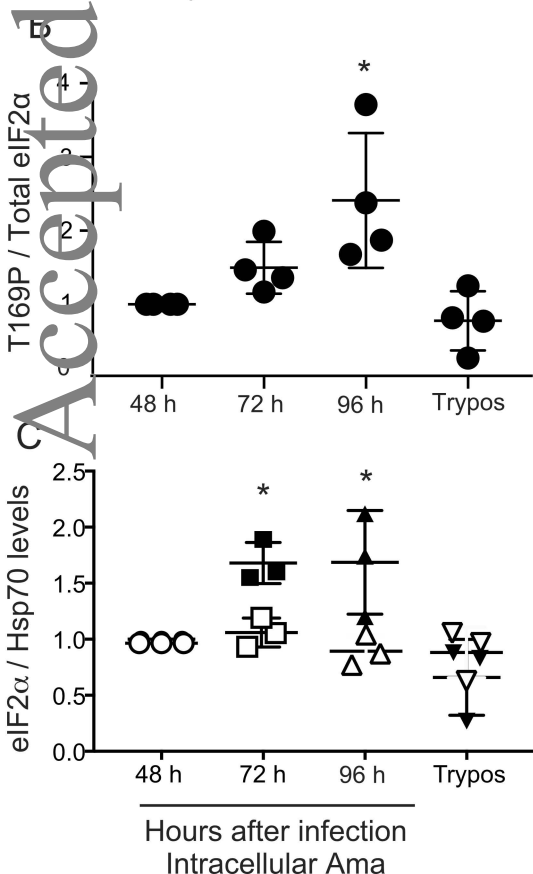 B
*
4
3
2
1
0
T169P / Total eIF2α
48 h 72 h 96 h Trypos
Accepted
C
* *
2.5
2.0
1.5
1.0
0.5
0.0
eIF2α / Hsp70 levels
48 h 72 h 96 h Trypos
Hours after infection
Intracellular Ama